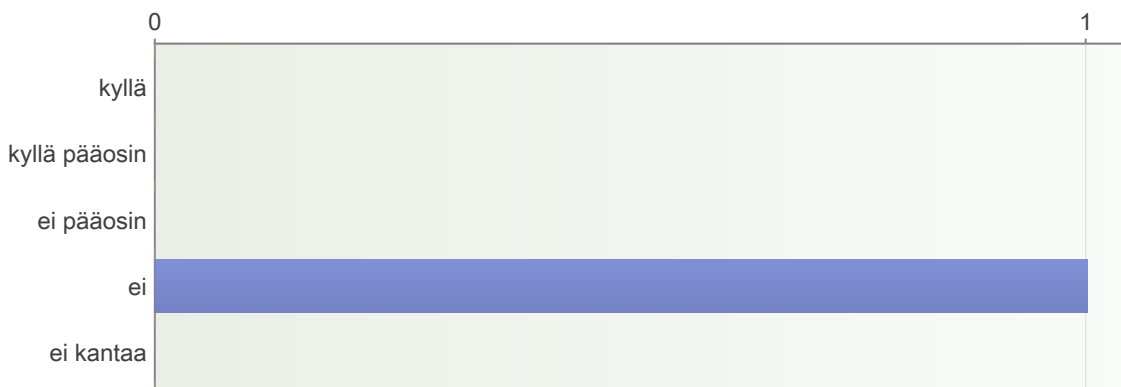 0 1
kyllä
kyllä pääosin
ei pääosin
ei
ei kantaa